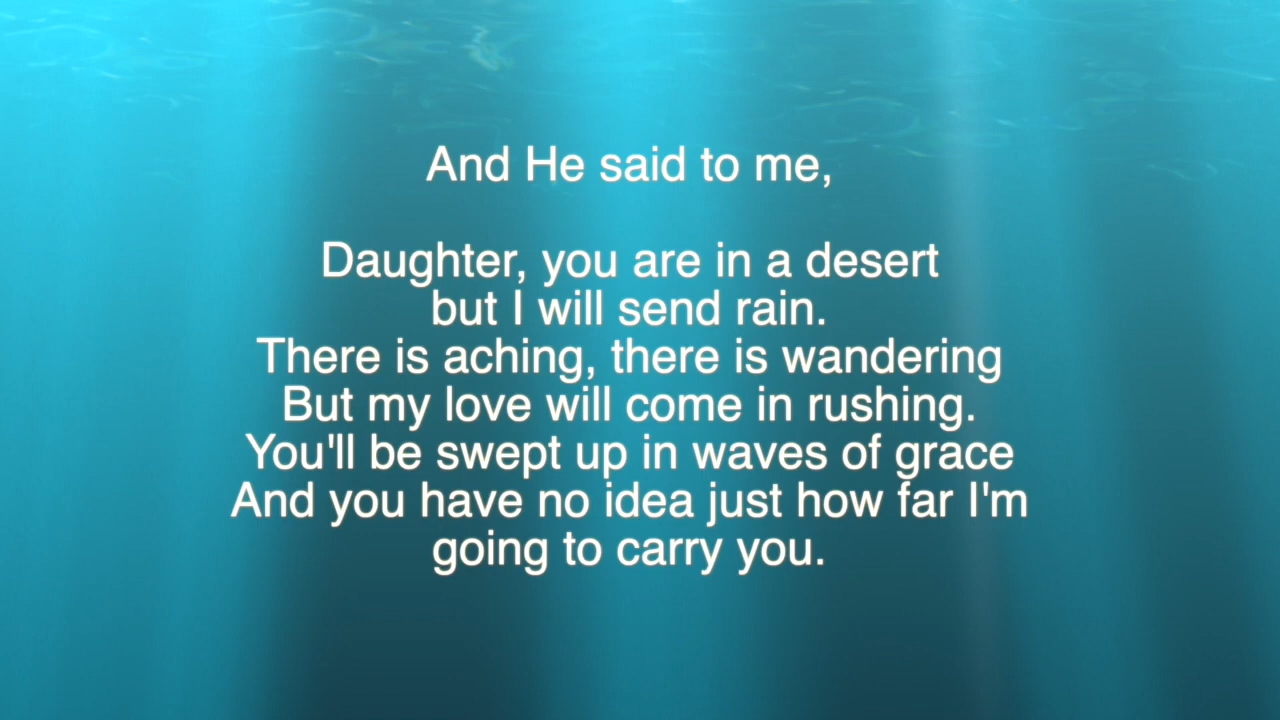 And He said to me,
Daughter, you are in a desert
but I will send rain.
There is aching, there is wandering
But my love will come in rushing.
You'll be swept up in waves of grace
And you have no idea just how far I'm
going to carry you.